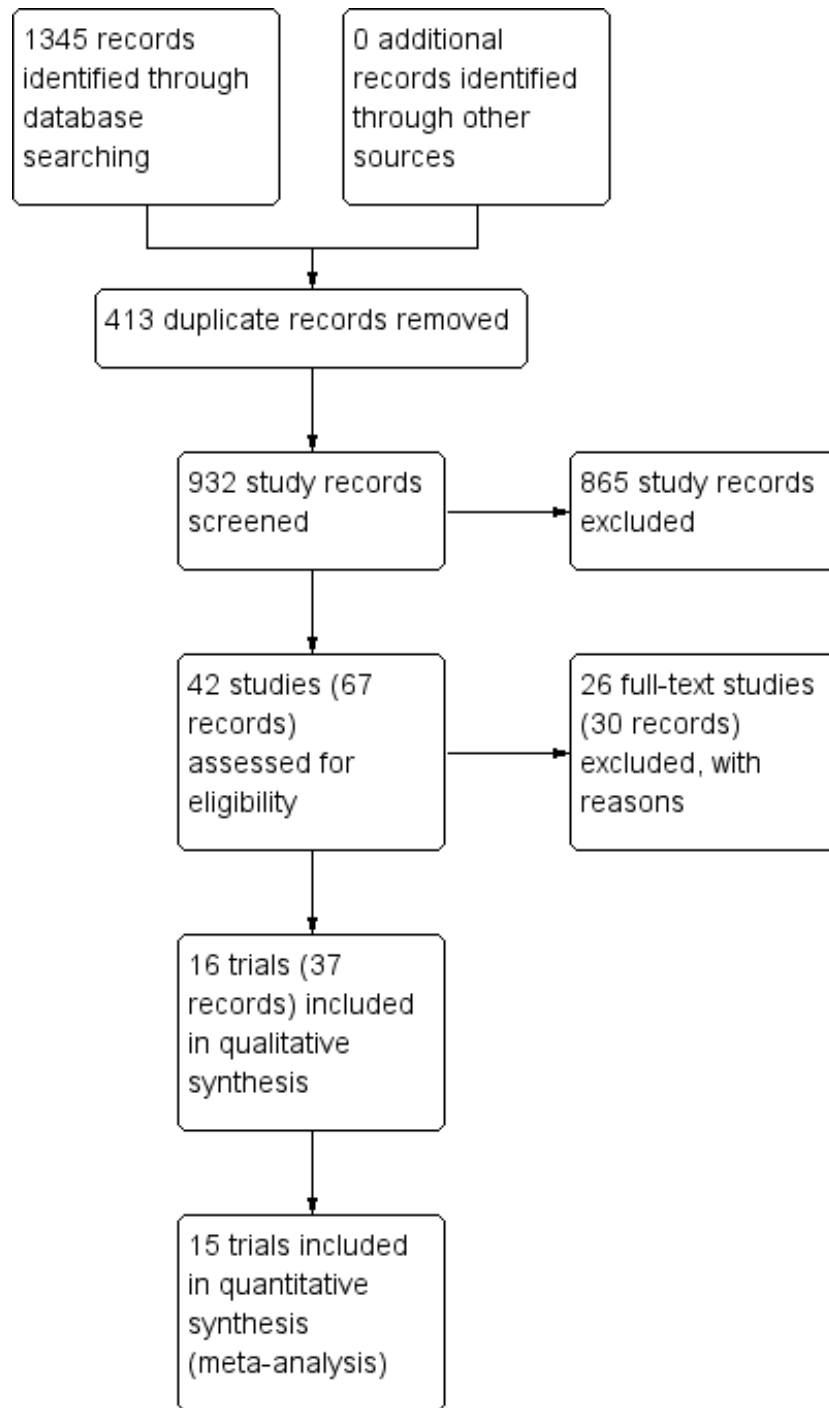 1345 records
identified through
database
searching
0 additional
records identified
through other
sources
413 duplicate records removed
932 study records
screened
865 study records
excluded
42 studies (67
records)
assessed for
eligibility
26 full-text studies
(30 records)
excluded, with
reasons
16 trials (37
records) included
in qualitative
synthesis
15 trials included
in quantitative
synthesis
(meta-analysis)